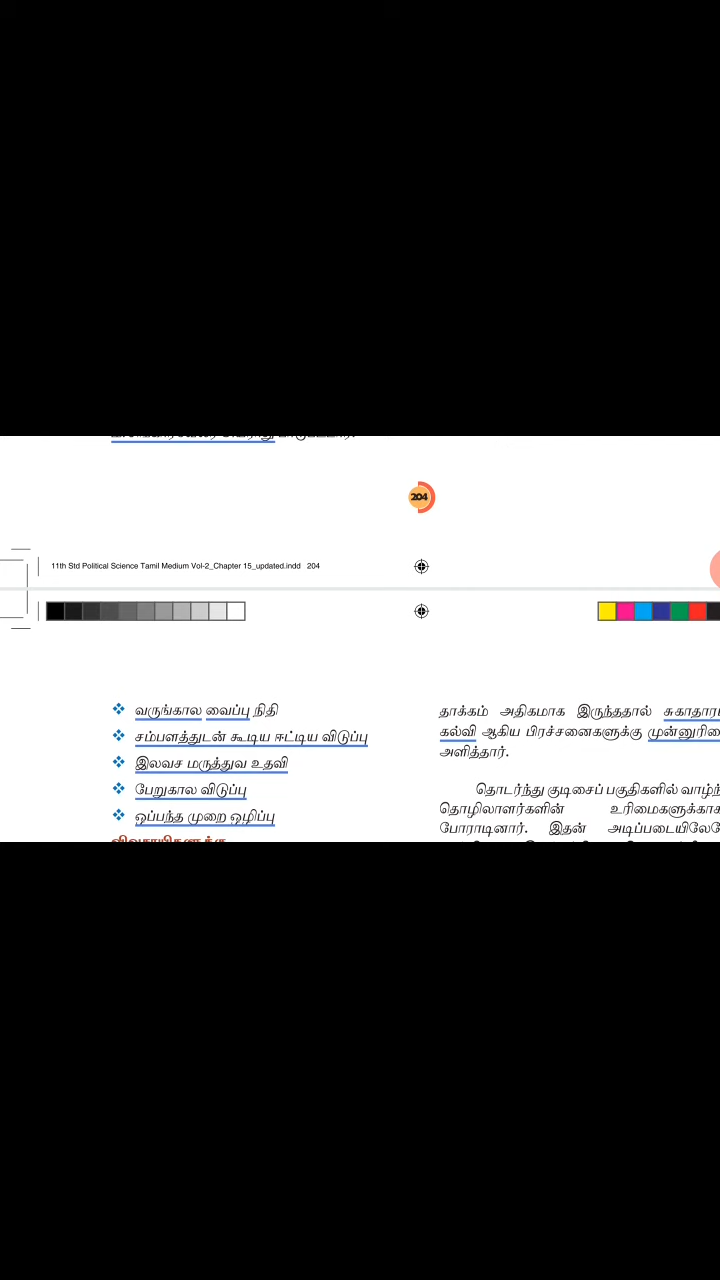 204
11th Std Political Science Tamil Medium Vol-2_Chapter 15_updated.indd 204
❖ வருங்கால வைப்பு நிதி
❖ சம்பளத்துடன் கூடிய ஈட்டிய விடுப்பு
❖ இலவச மருத்துவ உதவி
❖ பேறுகால விடுப்பு
❖ ஒப்பந்த முறை ஒழிப்பு
விவசாயிகளுக்கு
தாக்கம் அதிகமாக இருந்ததால்
கல்வி ஆகிய பிரச்சனைகளுக்கு
அளித்தார்.
தொடர்ந்து குடிசைப் பகுதிகளில்
தொழிலாளர்களின் உரிமைகளுக்காக
போராடினார். இதன்